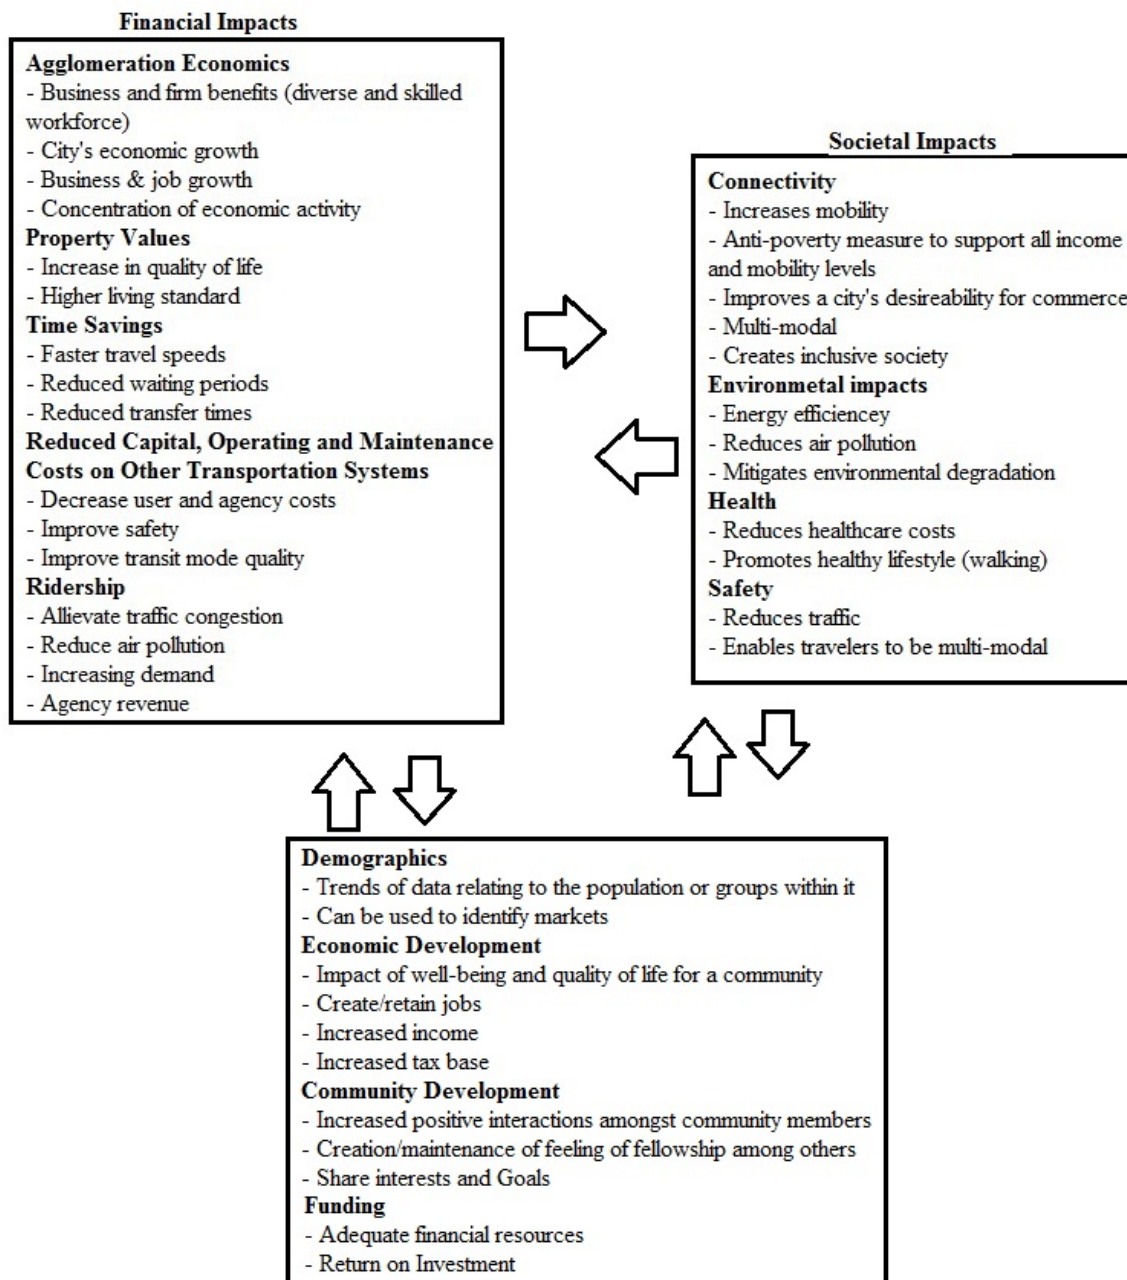 Financial Impacts
Agglomeration Economics
- Business and firm benefits (diverse and skilled
workforce)
- City's economic growth
- Business & job growth
- Concentration of economic activity
Property Values
- Increase in quality of life
- Higher living standard
Time Savings
- Faster travel speeds
- Reduced waiting periods
- Reduced transfer times
Reduced Capital, Operating and Maintenance
Costs on Other Transportation Systems
- Decrease user and agency costs
- Improve safety
- Improve transit mode quality
Ridership
- Allievate traffic congestion
- Reduce air pollution
- Increasing demand
- Agency revenue
Societal Impacts
Connectivity
- Increases mobility
- Anti-poverty measure to support all income
and mobility levels
- Improves a city's desireability for commerce
- Multi-modal
- Creates inclusive society
Environmetal impacts
- Energy efficiencey
- Reduces air pollution
- Mitigates environmental degradation
Health
- Reduces healthcare costs
- Promotes healthy lifestyle (walking)
Safety
- Reduces traffic
- Enables travelers to be multi-modal
Demographics
- Trends of data relating to the population or groups within it
- Can be used to identify markets
Economic Development
- Impact of well-being and quality of life for a community
- Create/retain jobs
- Increased income
- Increased tax base
Community Development
- Increased positive interactions amongst community members
- Creation/maintenance of feeling of fellowship among others
- Share interests and Goals
Funding
- Adequate financial resources
- Return on Investment